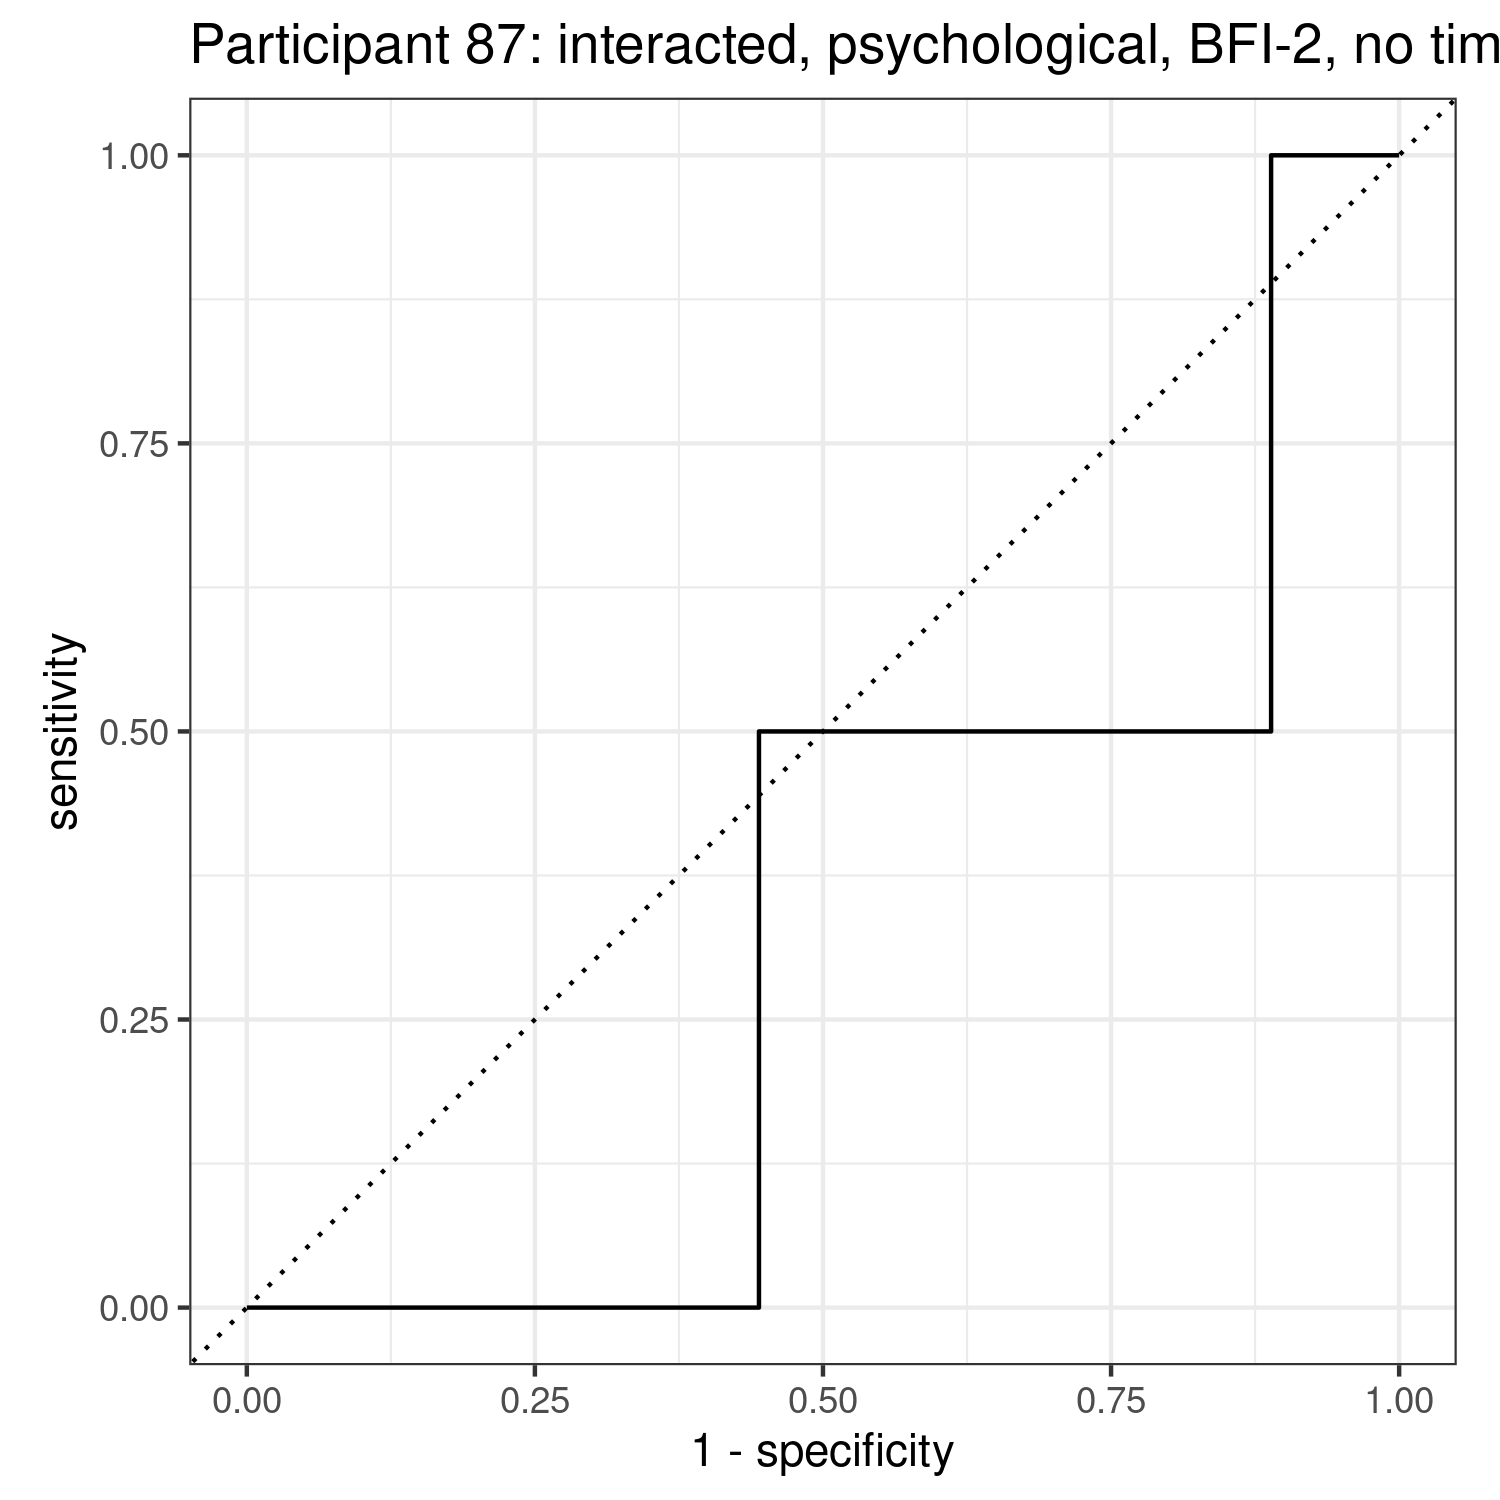 Participant 87: interacted, psychological, BFI-2, no tim
1.00
0.75
0.50
0.25
0.00
sensitivity
0.00 0.25 0.50 0.75 1.00
1 - specificity